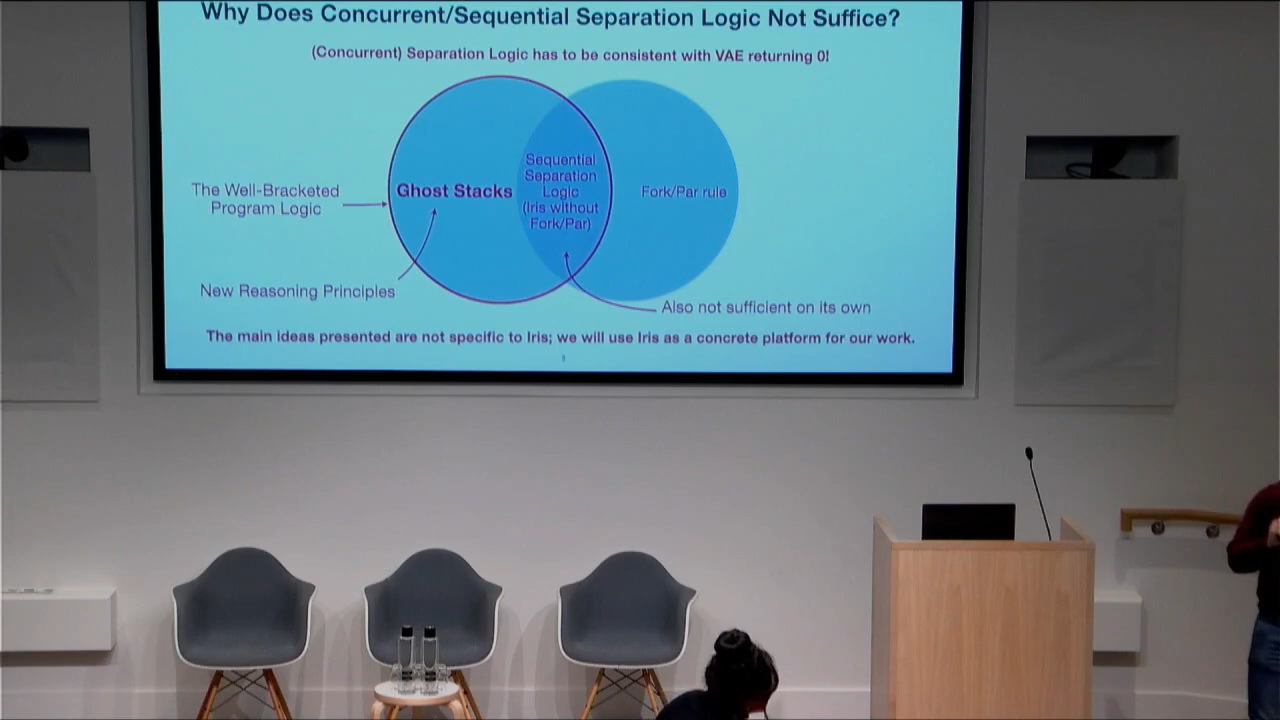 Why Does Concurrent/Sequential Separation Logic Not Suffice?
(Concurrent) Separation Logic has to be consistent with VAE returning 0!
The Well-Bracketed
Program Logic
Ghost Stacks
Sequential
Separation
Logic
(Iris without
Fork/Par)
Fork/Par rule
New Reasoning Principles
Also not sufficient on its own
The main ideas presented are not specific to Iris; we will use Iris as a concrete platform for our work.